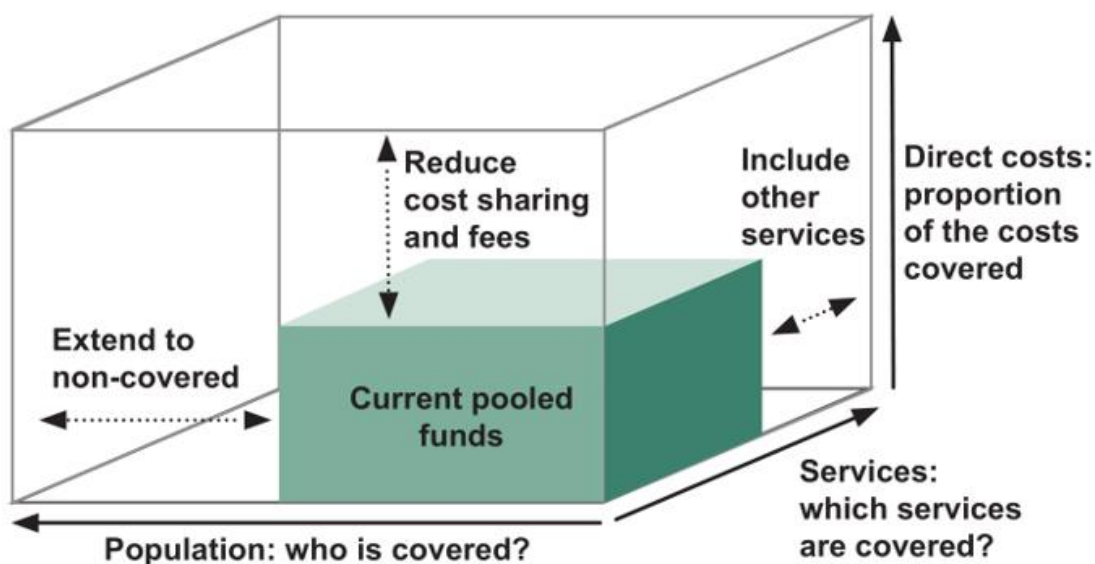 Reduce
cost sharing
and fees
Include
other
services
Direct costs:
proportion
of the costs
covered
Extend to
non-covered
Current pooled
funds
Services:
which services
are covered?
Population: who is covered?